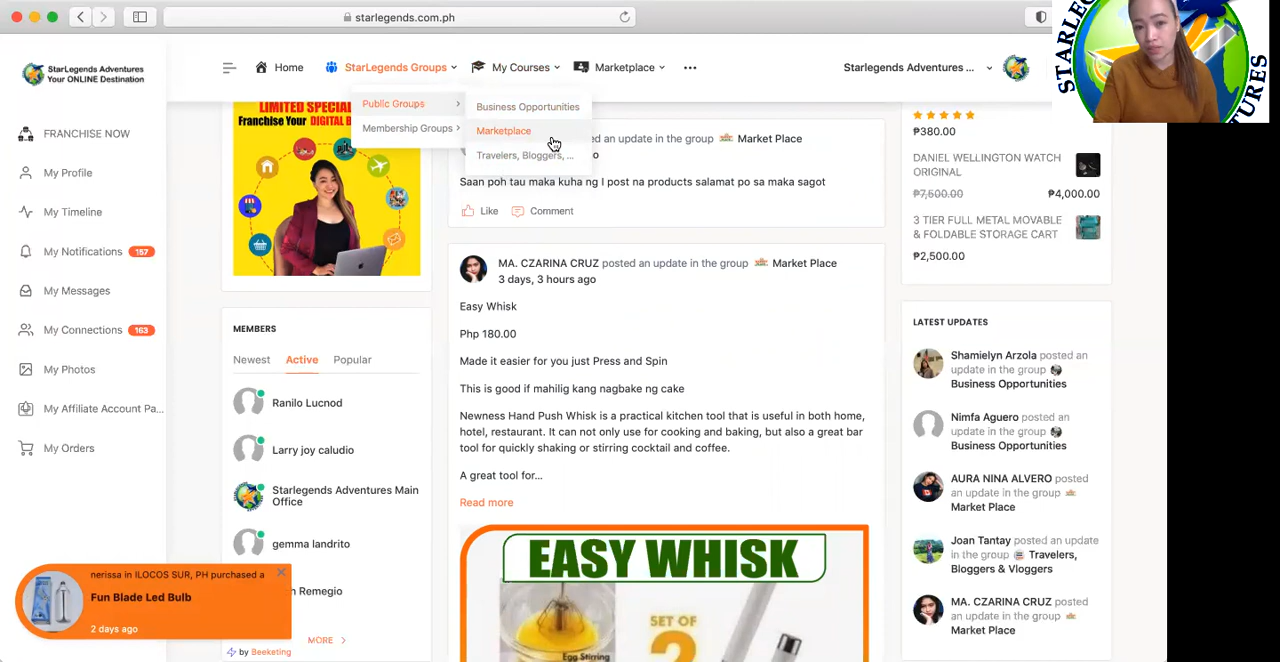 starlegends.com.ph
StarLegends Adventures
Your ONLINE Destination
Home
StarLegends Groups
My Courses
Marketplace
Starlegends Adventures ...
Public Groups
Membership Groups
Business Opportunities
Marketplace
Travelers, Bloggers, ...
FRANCHISE NOW
My Profile
My Timeline
My Notifications 157
My Messages
My Connections 163
My Photos
My Affiliate Account Pa...
My Orders
LIMITED SPECIAL
Franchise Your DIGITAL B
MEMBERS
Newest Active Popular
Ranilo Lucnod
Larry joy caludio
Starlegends Adventures Main
Office
gemma landrito
Remegio
MORE
nerissa in ILOCOS SUR, PH purchased a
Fun Blade Led Bulb
2 days ago
by Beeketing
ed an update in the group Market Place
o
Saan poh tau maka kuha ng I post na products salamat po sa maka sagot
Like Comment
MA. CZARINA CRUZ posted an update in the group Market Place
3 days, 3 hours ago
Easy Whisk
Php 180.00
Made it easier for you just Press and Spin
This is good if mahilig kang nagbake ng cake
Newness Hand Push Whisk is a practical kitchen tool that is useful in both home,
hotel, restaurant. It can not only use for cooking and baking, but also a great bar
tool for quickly shaking or stirring cocktail and coffee.
A great tool for...
Read more
EASY WHISK
SET OF
2
Egg Stirring
₱380.00
DANIEL WELLINGTON WATCH
ORIGINAL
₱7,500.00 ₱4,000.00
3 TIER FULL METAL MOVABLE
& FOLDABLE STORAGE CART
₱2,500.00
LATEST UPDATES
Shamielyn Arzola posted an
update in the group
Business Opportunities
Nimfa Aguero posted an
update in the group
Business Opportunities
AURA NINA ALVERO posted
an update in the group
Market Place
Joan Tantay posted an update
in the group Travelers,
Bloggers & Vloggers
MA. CZARINA CRUZ posted
an update in the group
Market Place